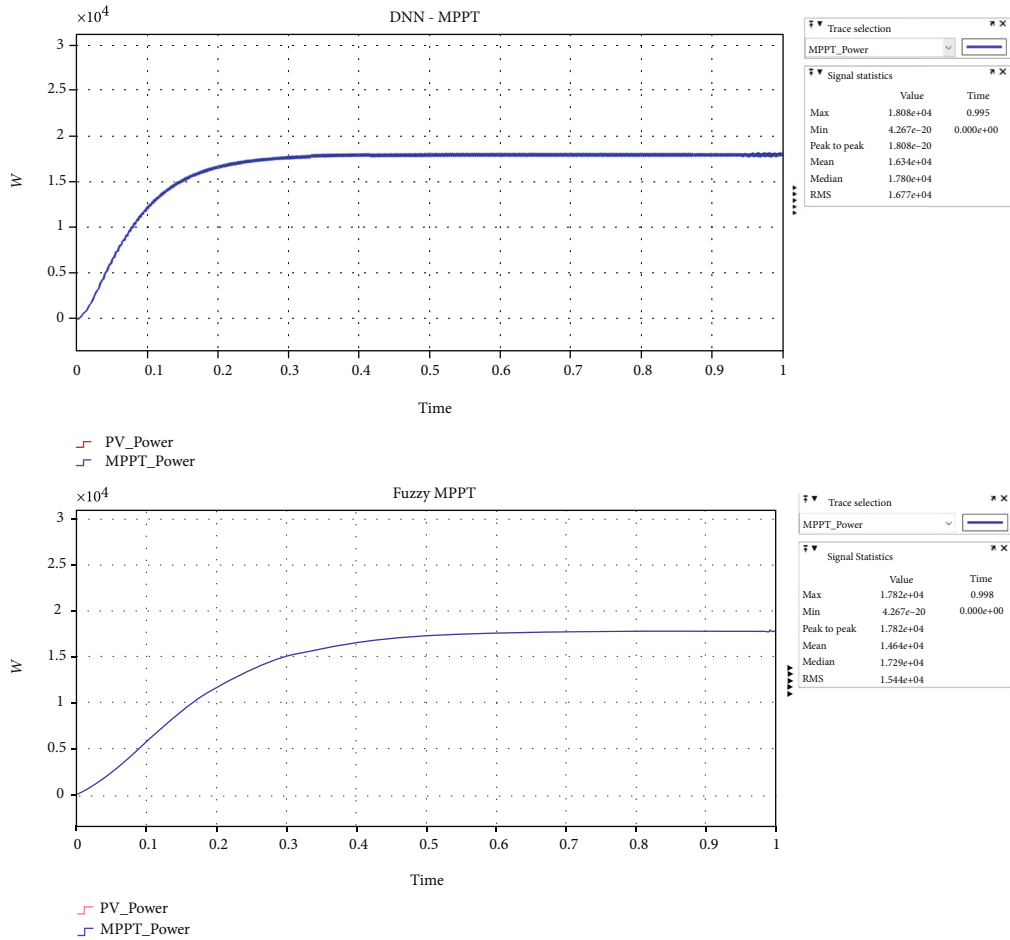 DNN - MPPT
×10⁴
3
2.5
2
1.5
1
0.5
0
W
0 0.1 0.2 0.3 0.4 0.5 0.6 0.7 0.8 0.9 1
Time
PV_Power
MPPT_Power
Trace selection
MPPT_Power
Signal statistics
Value Time
Max 1.808e+04 0.995
Min 4.267e–20 0.000e+00
Peak to peak 1.808e–20
Mean 1.634e+04
Median 1.780e+04
RMS 1.677e+04
Fuzzy MPPT
×10⁴
3
2.5
2
1.5
1
0.5
0
W
0 0.1 0.2 0.3 0.4 0.5 0.6 0.7 0.8 0.9 1
Time
PV_Power
MPPT_Power
Trace selection
MPPT_Power
Signal Statistics
Value Time
Max 1.782e+04 0.998
Min 4.267e–20 0.000e+00
Peak to peak 1.782e+04
Mean 1.464e+04
Median 1.729e+04
RMS 1.544e+04